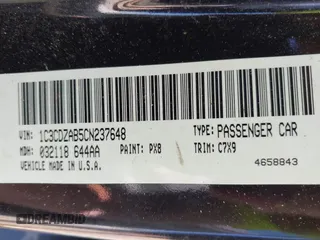 VIN: 1C3CDZAB5CN237648 TYPE: PASSENGER CAR
MDH: 032118 644AA PAINT: PX8 TRIM: C7X9
VEHICLE MADE IN U.S.A. 4658843
DREAMBID